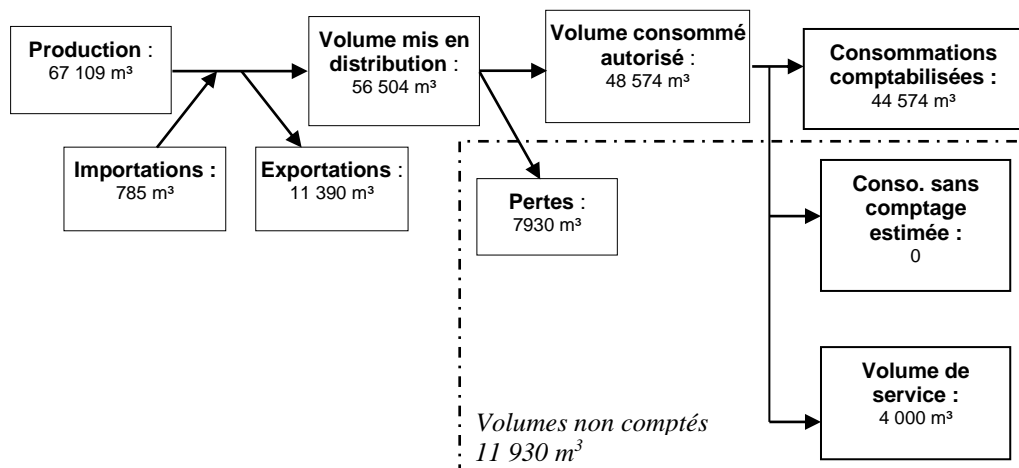 Production :
67 109 m³
Volume mis en
distribution :
56 504 m³
Volume consommé
autorisé :
48 574 m³
Consommations
comptabilisées :
44 574 m³
Importations :
785 m³
Exportations :
11 390 m³
Pertes :
7930 m³
Conso. sans
comptage
estimée :
0
Volume de
service :
4 000 m³
Volumes non comptés
11 930 m³